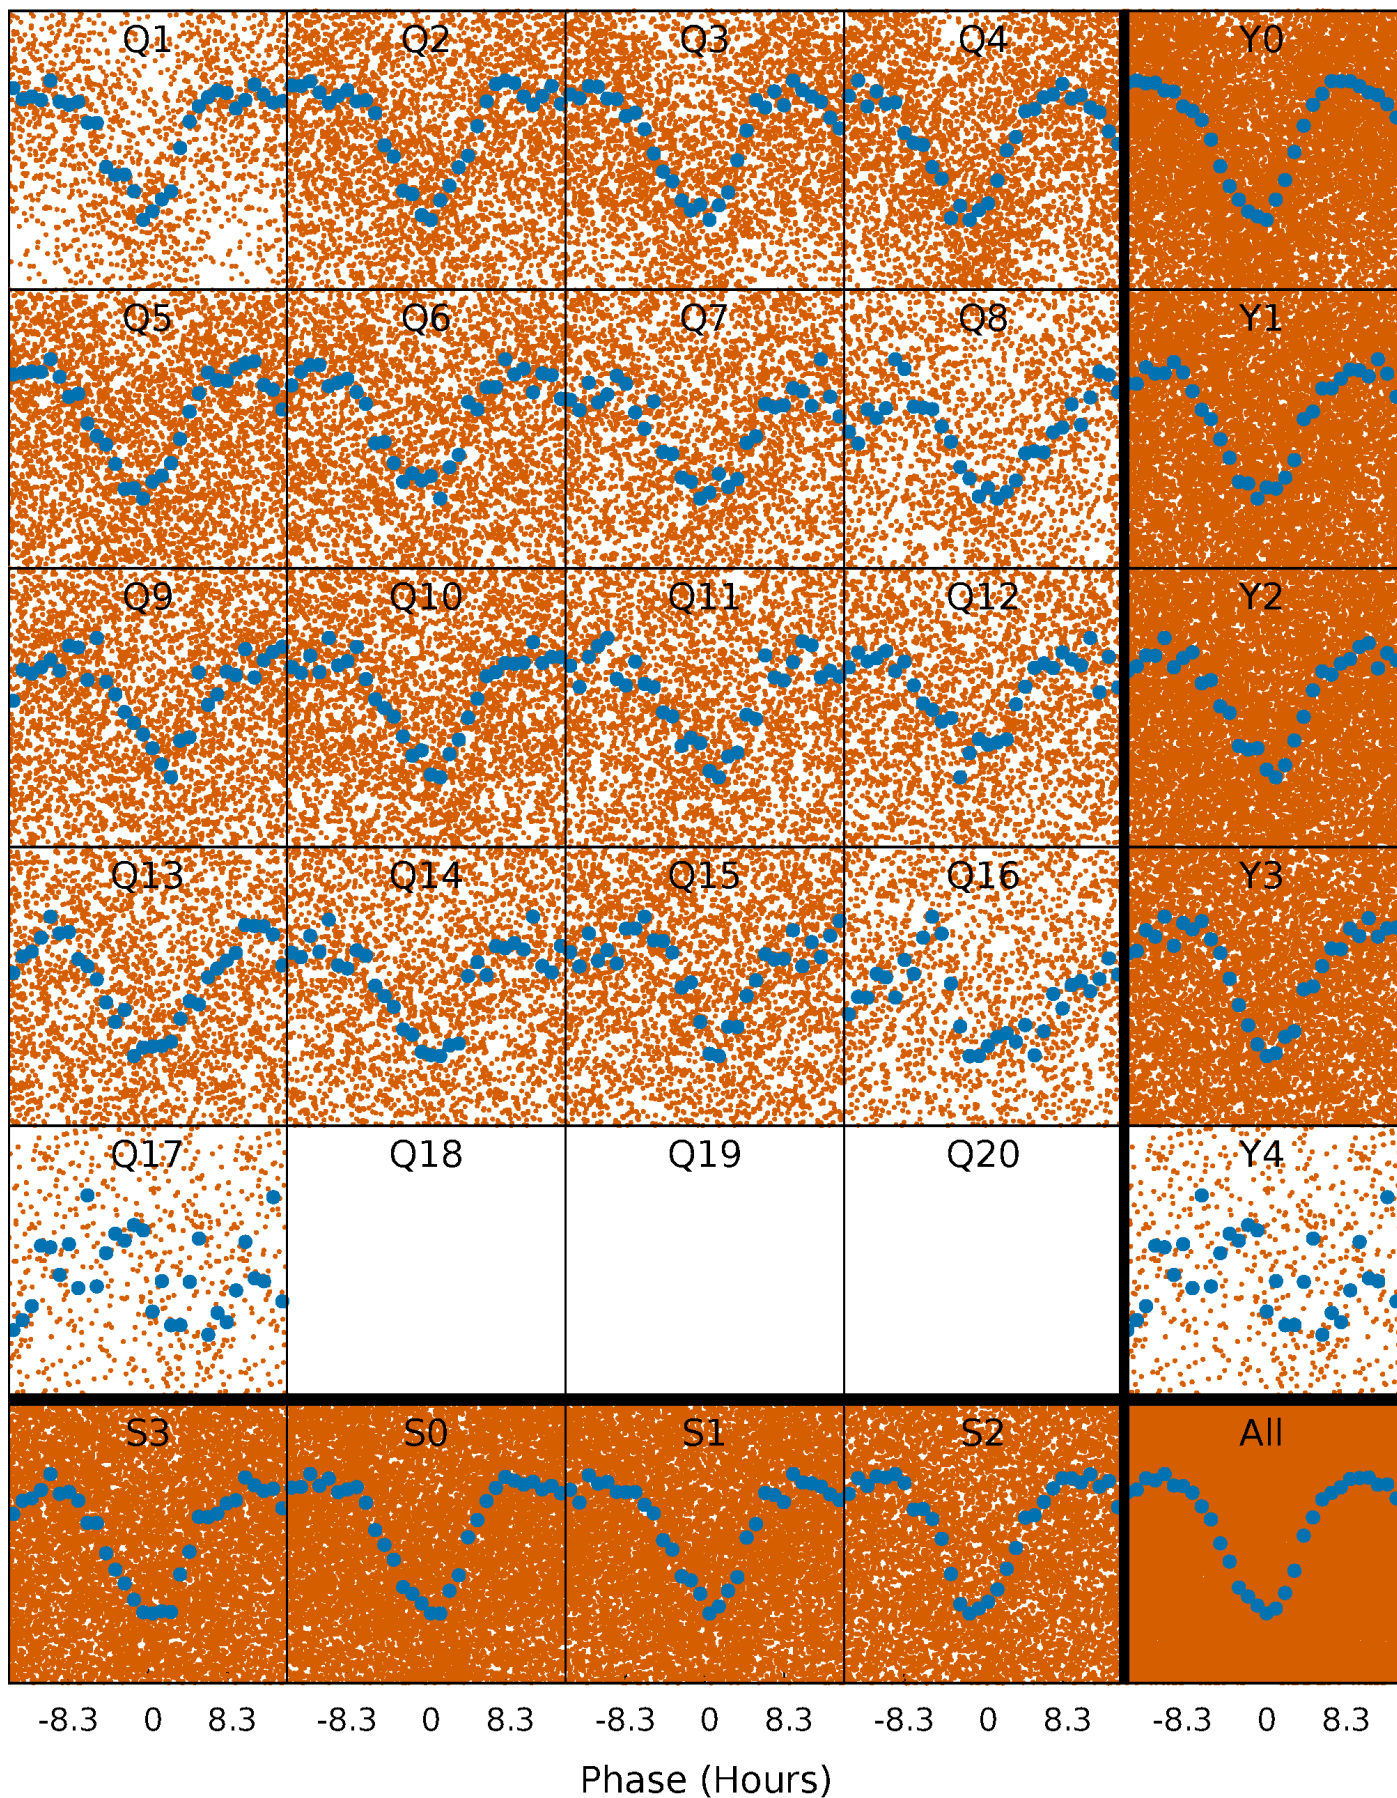 Q1 Q2 Q3 Q4 Y0
Q5 Q6 Q7 Q8 Y1
Q9 Q10 Q11 Q12 Y2
Q13 Q14 Q15 Q16 Y3
Q17 Q18 Q19 Q20 Y4
S3 S0 S1 S2 All
-8.3 0 8.3 -8.3 0 8.3 -8.3 0 8.3 -8.3 0 8.3 -8.3 0 8.3
Phase (Hours)